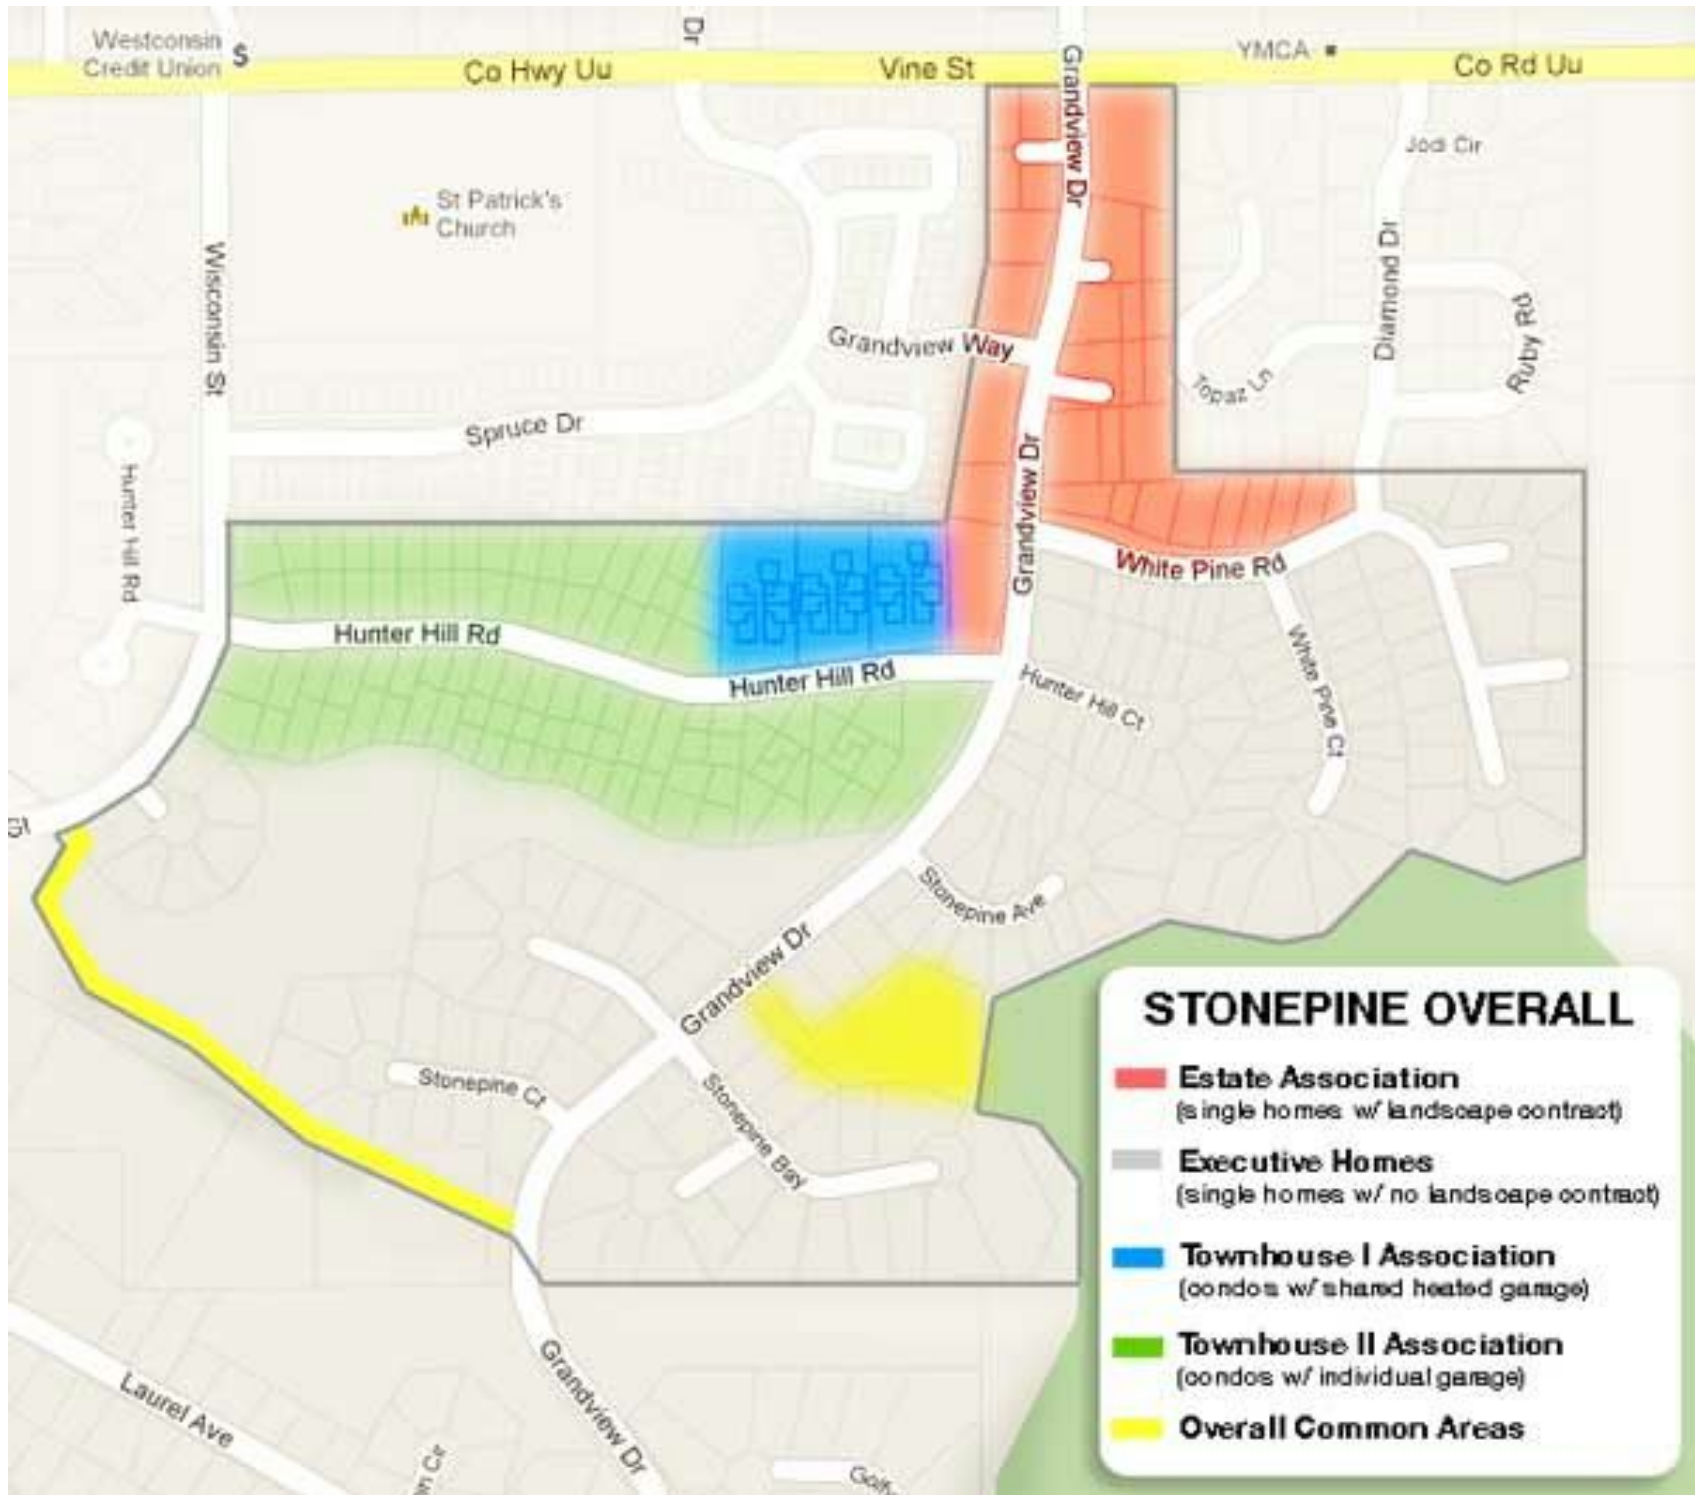 Westconsin
Credit Union
$
Dr
Co Hwy Uu
Vine St
Grandview Dr
YMCA
Co Rd Uu
Jodi Cir
St Patrick's
Church
Wisconsin St
Diamond Dr
Ruby Rd
Grandview Way
Topaz Ln
Spruce Dr
Hunter Hill Rd
Grandview Dr
White Pine Rd
Hunter Hill Rd
Hunter Hill Rd
Hunter Hill Ct
White Pine Ct
St
Stonepine Ave
Grandview Dr
Stonepine Ct
Stonepine Bay
Grandview Dr
Laurel Ave
STONEPINE OVERALL
Estate Association
(single homes w/ landscape contract)
Executive Homes
(single homes w/ no landscape contract)
Townhouse I Association
(condos w/ shared heated garage)
Townhouse II Association
(condos w/ individual garage)
Overall Common Areas